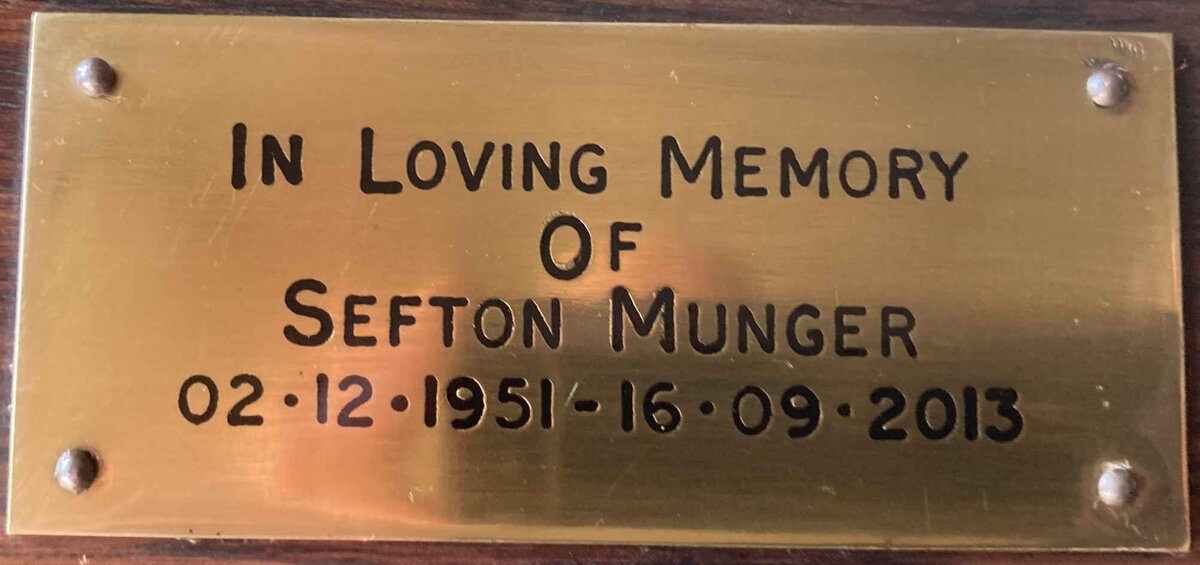 In Loving Memory
Of
Sefton Munger
02·12·1951-16·09·2013